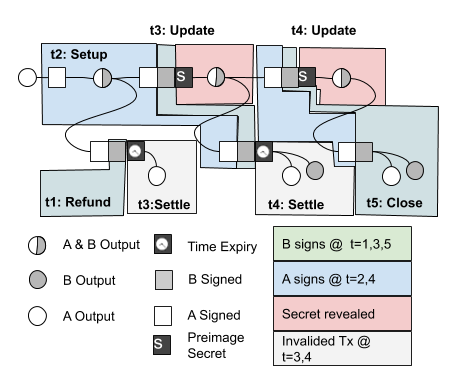 t3: Update
t4: Update
t2: Setup
S
S
t1: Refund
t3:Settle
t4: Settle
t5: Close
A & B Output
Time Expiry
B signs @ t=1,3,5
B Output
B Signed
A signs @ t=2,4
A Output
A Signed
Secret revealed
S
Preimage
Secret
Invalided Tx @
t=3,4